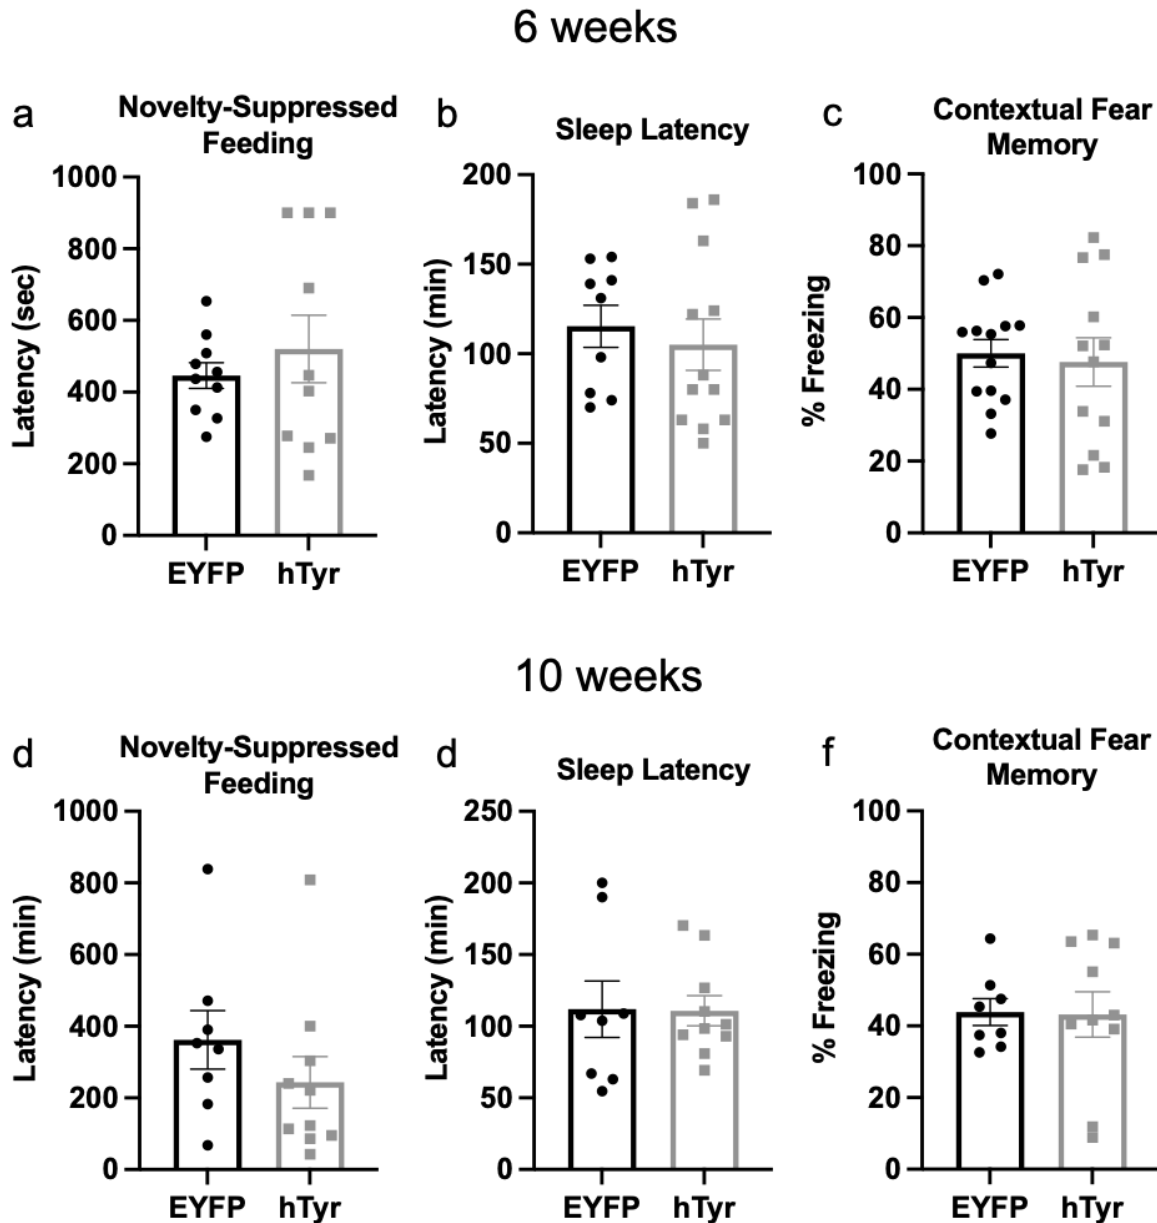 6 weeks
a
Novelty-Suppressed
Feeding
Latency (sec)
1000
800
600
400
200
0
EYFP hTyr
b
Sleep Latency
Latency (min)
200
150
100
50
0
EYFP hTyr
c
Contextual Fear
Memory
% Freezing
100
80
60
40
20
0
EYFP hTyr
10 weeks
d
Novelty-Suppressed
Feeding
Latency (min)
1000
800
600
400
200
0
EYFP hTyr
d
Sleep Latency
Latency (min)
250
200
150
100
50
0
EYFP hTyr
f
Contextual Fear
Memory
% Freezing
100
80
60
40
20
0
EYFP hTyr